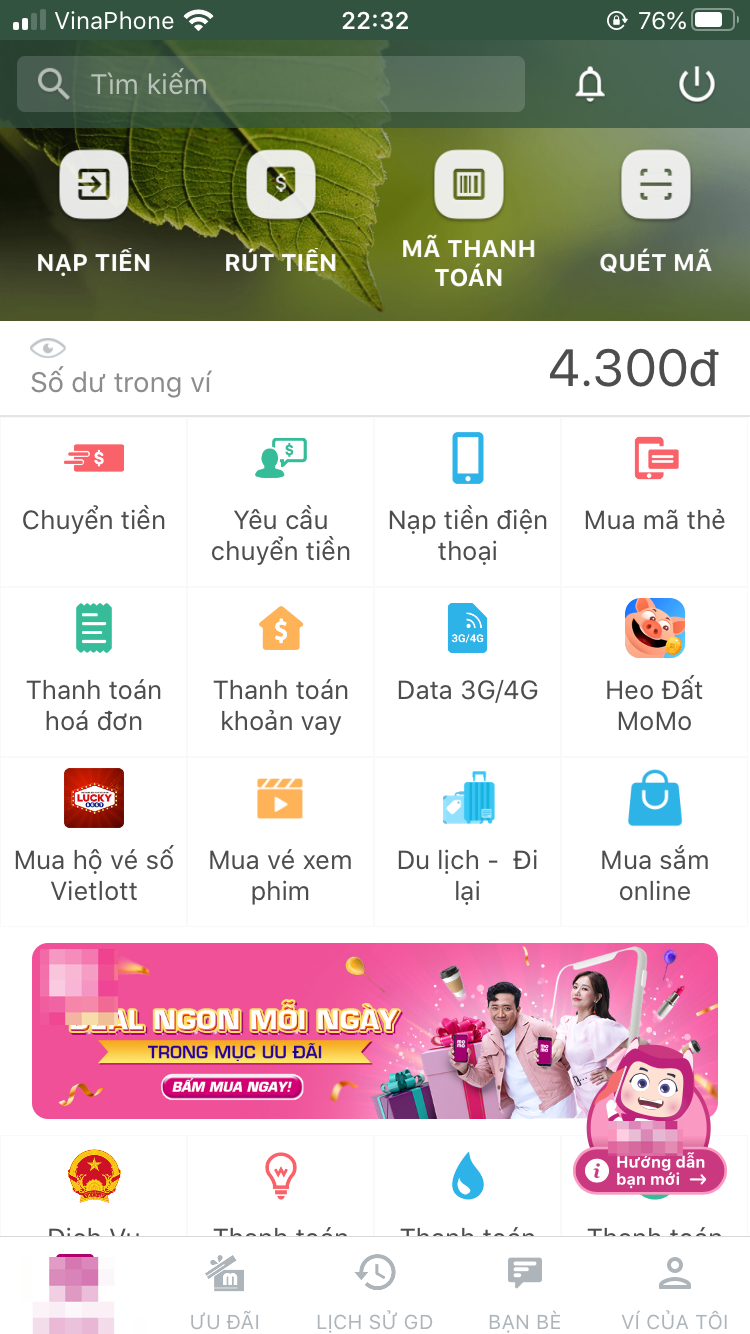 VinaPhone 22:32 76%
Tìm kiếm
NẠP TIỀN
RÚT TIỀN
MÃ THANH
TOÁN
QUÉT MÃ
Số dư trong ví
4.300đ
Chuyển tiền
Yêu cầu
chuyển tiền
Nạp tiền điện
thoại
Mua mã thẻ
3G/4G
Thanh toán
hoá đơn
Thanh toán
khoản vay
Data 3G/4G
Heo Đất
MoMo
LUCKY
Mua hộ vé số
Vietlott
Mua vé xem
phim
Du lịch - Đi
lại
Mua sắm
online
DEAL NGON MỖI NGÀY
TRONG MỤC ƯU ĐÃI
BẤM MUA NGAY!
Hướng dẫn
bạn mới →
Dịch Vụ
Thanh toán
Thanh toán
Thanh toán
ƯU ĐÃI
LỊCH SỬ GD
BẠN BÈ
VÍ CỦA TÔI